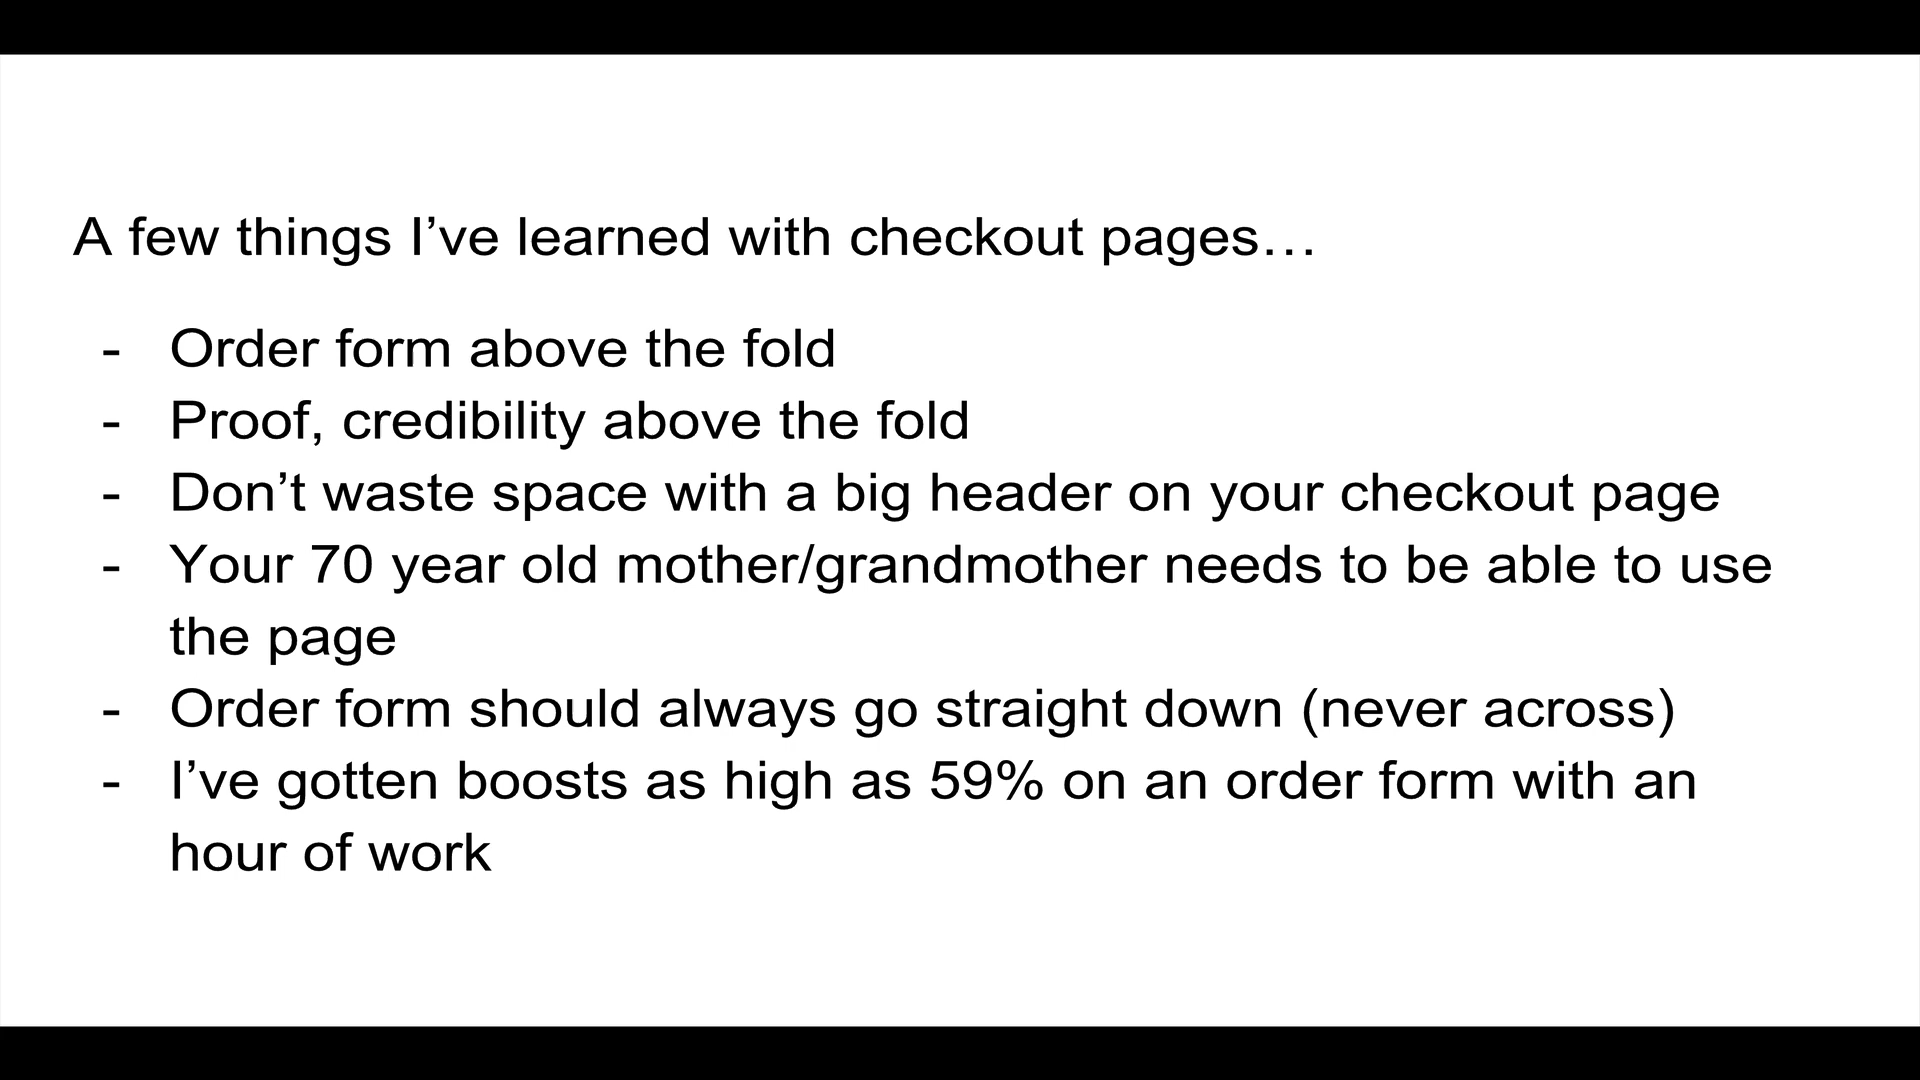 A few things I’ve learned with checkout pages…
- Order form above the fold
- Proof, credibility above the fold
- Don’t waste space with a big header on your checkout page
- Your 70 year old mother/grandmother needs to be able to use
the page
- Order form should always go straight down (never across)
- I’ve gotten boosts as high as 59% on an order form with an
hour of work